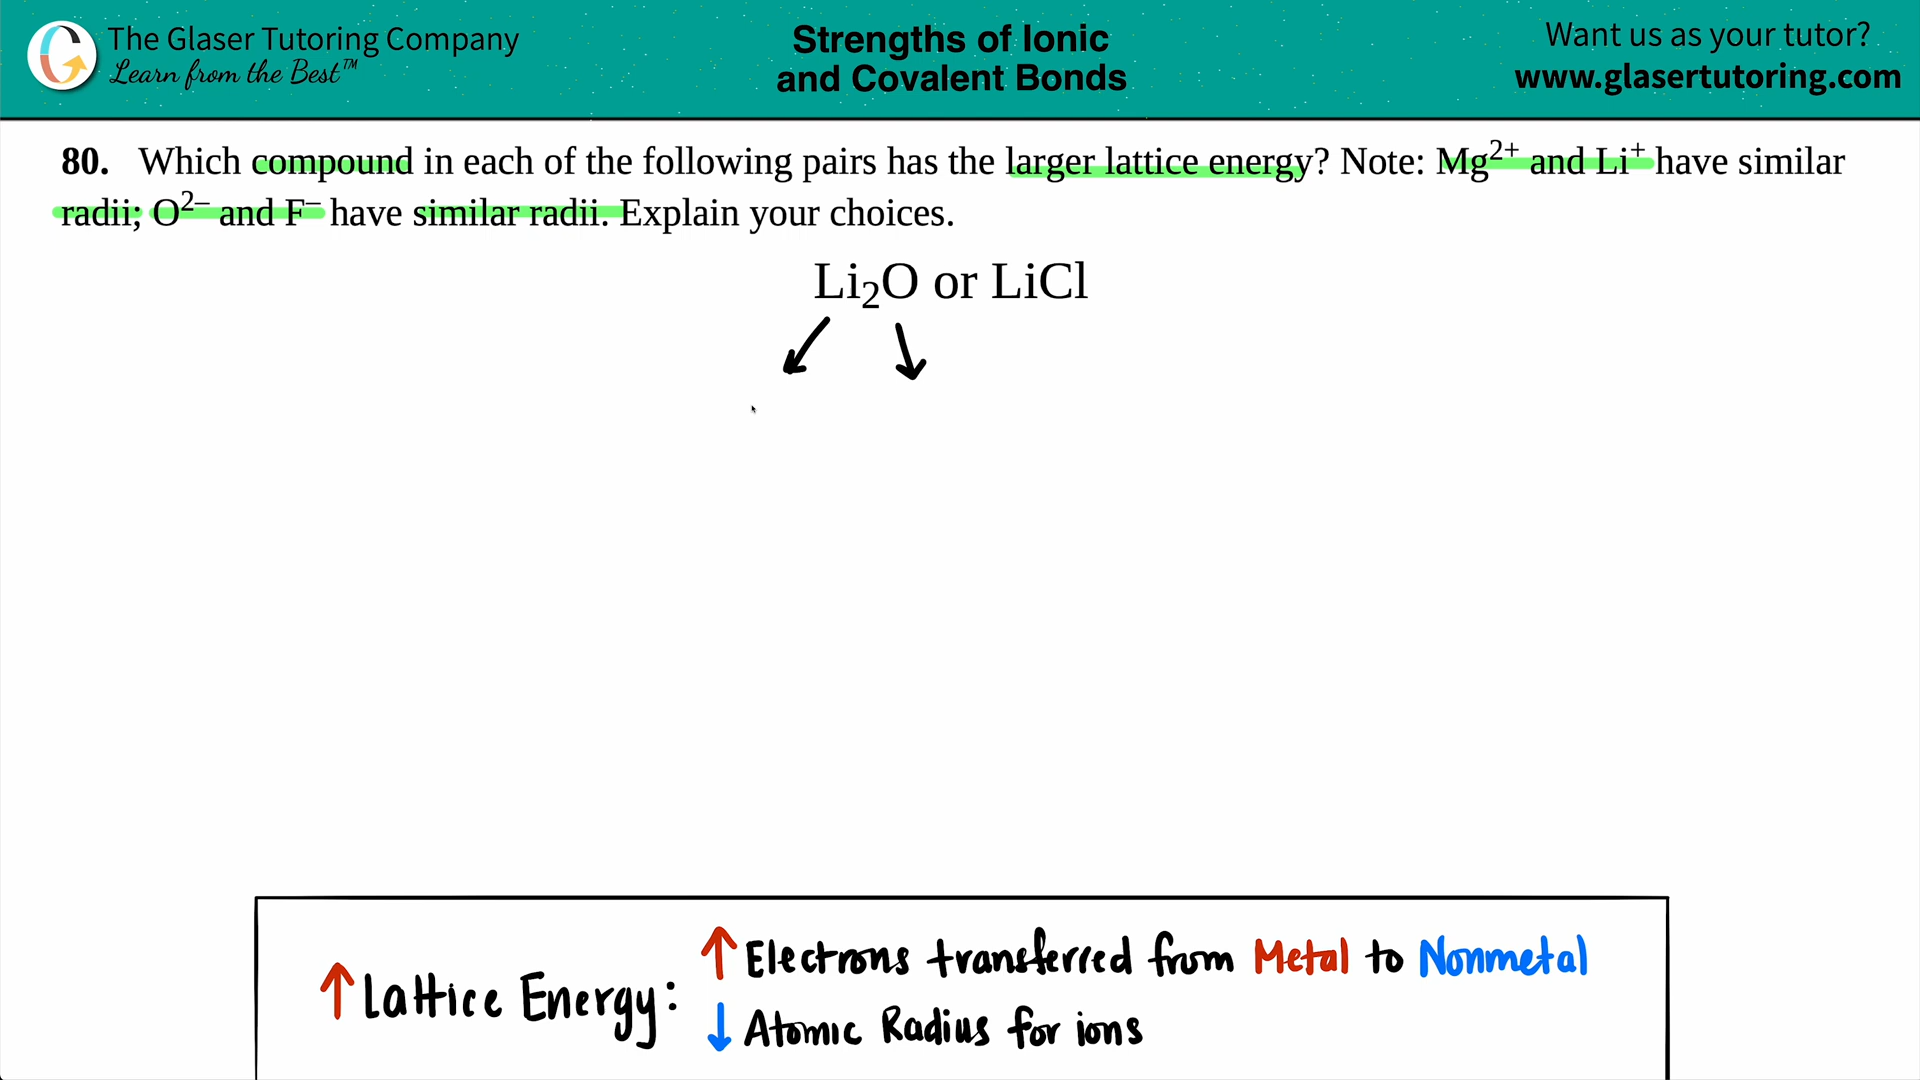 The Glaser Tutoring Company
Learn from the Best™
Strengths of Ionic
and Covalent Bonds
Want us as your tutor?
www.glasertutoring.com
80. Which compound in each of the following pairs has the larger lattice energy? Note: Mg²⁺ and Li⁺ have similar
radii; O²⁻ and F⁻ have similar radii. Explain your choices.
Li₂O or LiCl
↑ Lattice Energy:
↑ Electrons transferred from Metal to Nonmetal
↓ Atomic Radius for ions